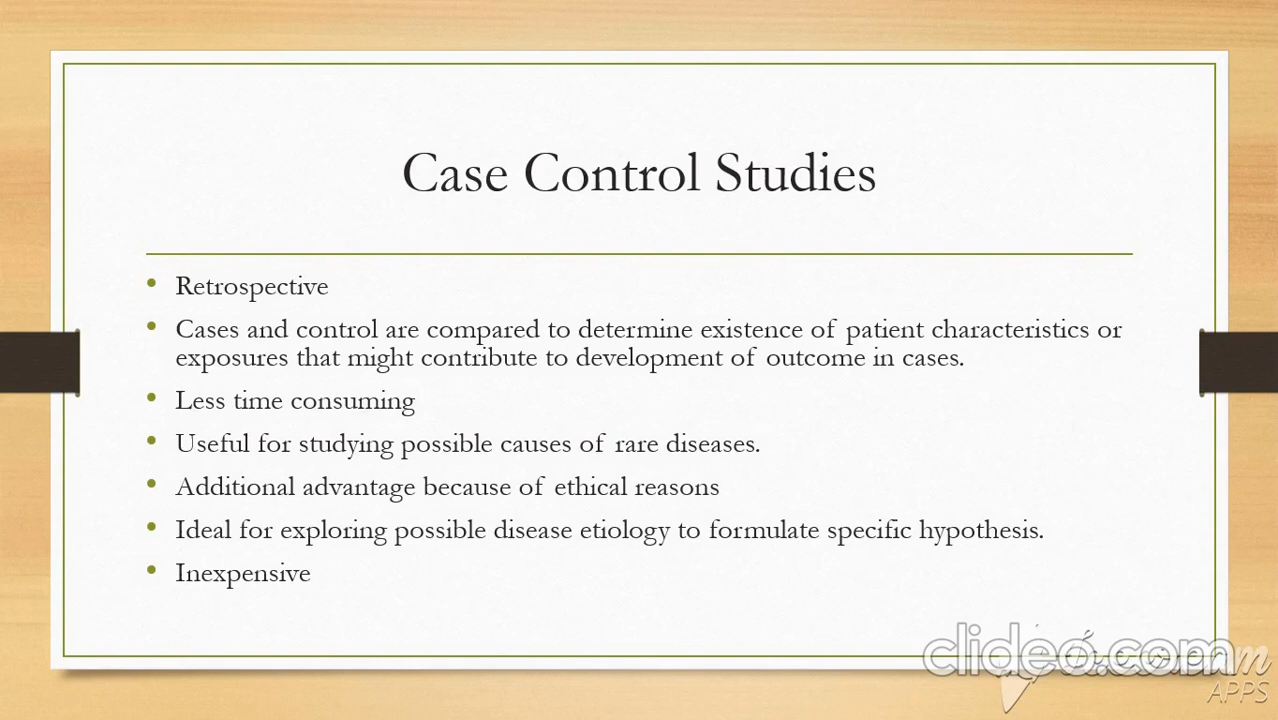 Case Control Studies
• Retrospective
• Cases and control are compared to determine existence of patient characteristics or
exposures that might contribute to development of outcome in cases.
• Less time consuming
• Useful for studying possible causes of rare diseases.
• Additional advantage because of ethical reasons
• Ideal for exploring possible disease etiology to formulate specific hypothesis.
• Inexpensive
clideo.com
APPS